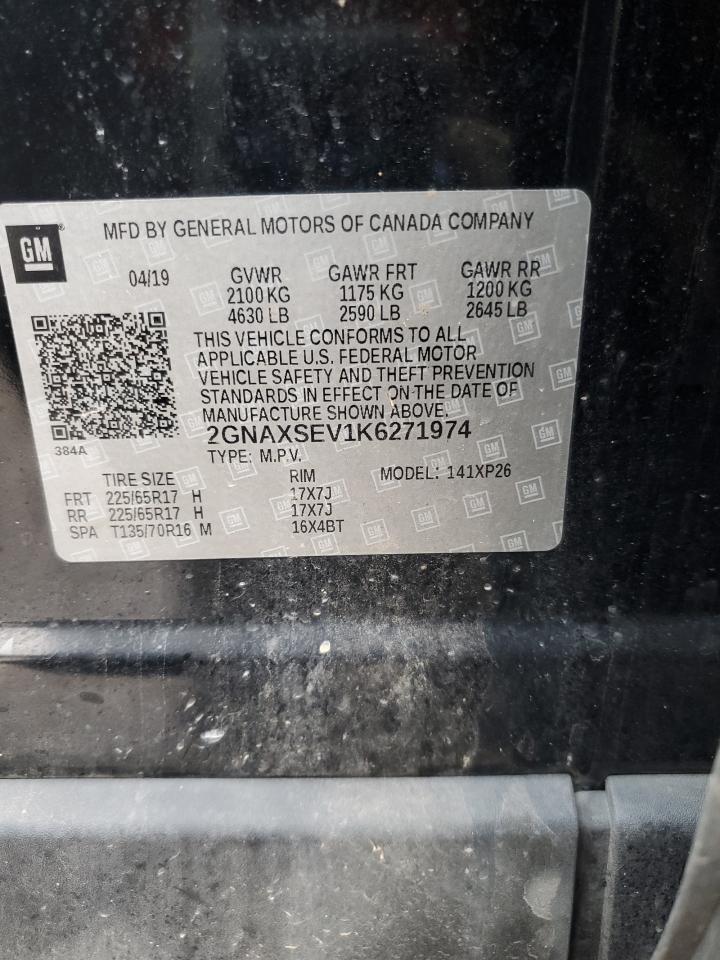 GM
MFD BY GENERAL MOTORS OF CANADA COMPANY
04/19 GVWR GAWR FRT GAWR RR
2100 KG 1175 KG 1200 KG
4630 LB 2590 LB 2645 LB
THIS VEHICLE CONFORMS TO ALL
APPLICABLE U.S. FEDERAL MOTOR
VEHICLE SAFETY AND THEFT PREVENTION
STANDARDS IN EFFECT ON THE DATE OF
MANUFACTURE SHOWN ABOVE.
384A
2GNAXSEV1K6271974
TYPE: M.P.V. MODEL: 141XP26
TIRE SIZE RIM
FRT 225/65R17 H 17X7J
RR 225/65R17 H 17X7J
SPA T135/70R16 M 16X4BT